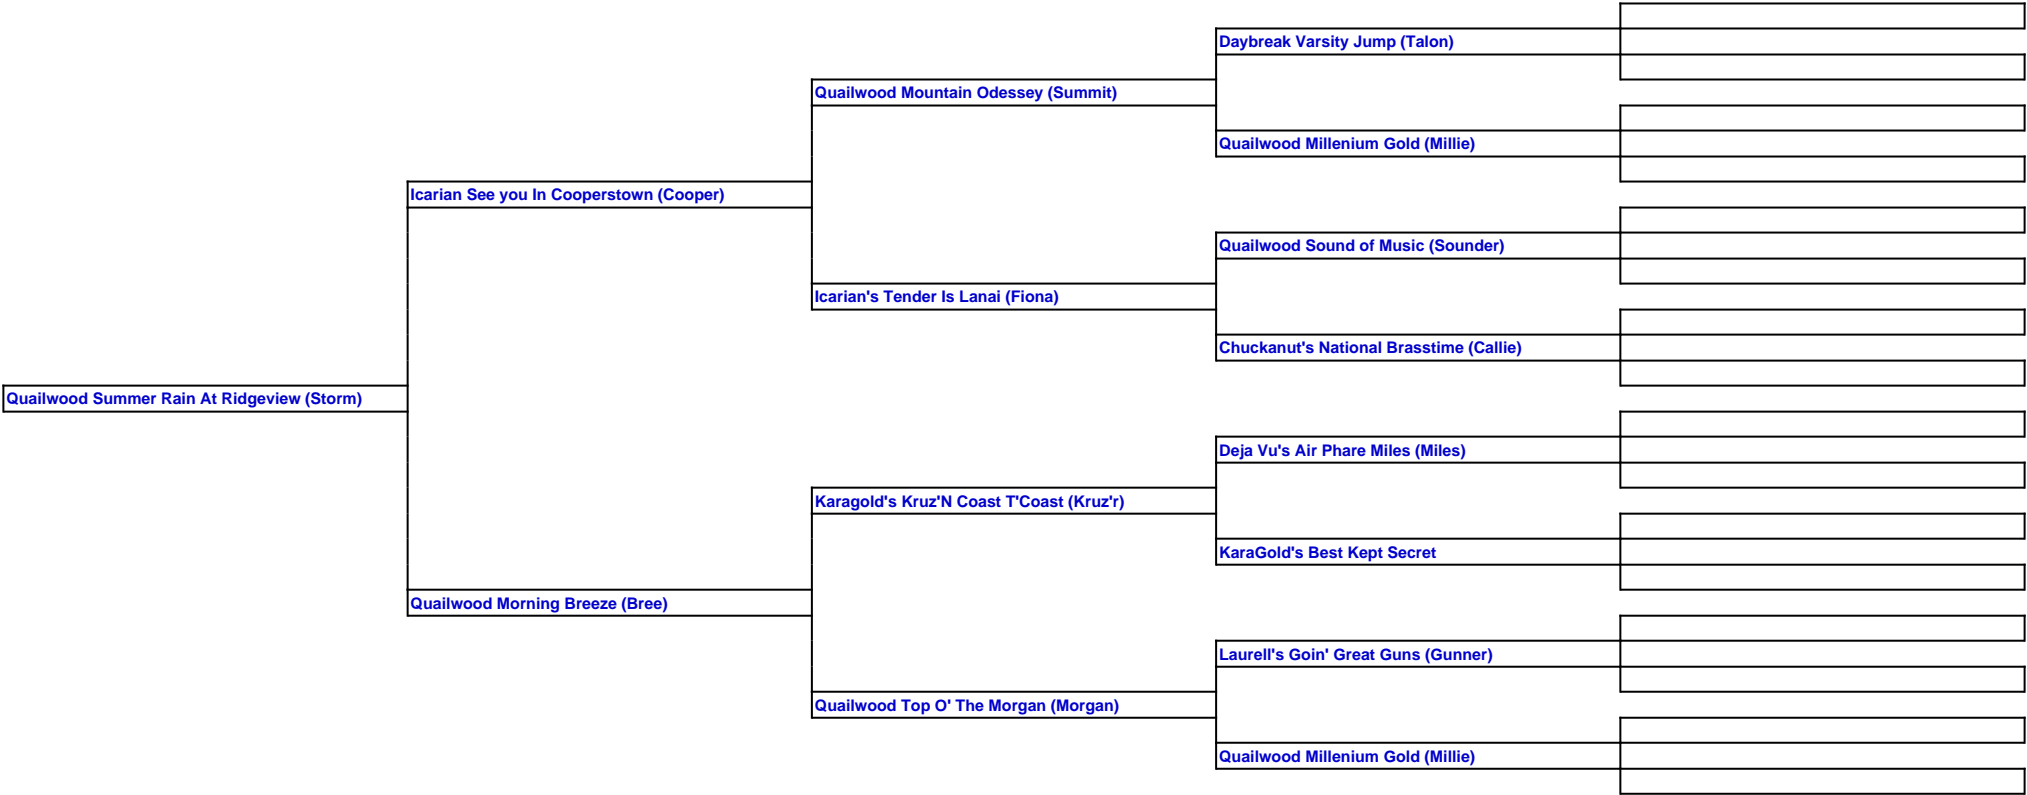 Daybreak Varsity Jump (Talon)
Quailwood Mountain Odessey (Summit)
Quailwood Millenium Gold (Millie)
Icarian See you In Cooperstown (Cooper)
Quailwood Sound of Music (Sounder)
Icarian's Tender Is Lanai (Fiona)
Chuckanut's National Brasstime (Callie)
Quailwood Summer Rain At Ridgeview (Storm)
Deja Vu's Air Phare Miles (Miles)
Karagold's Kruz'N Coast T'Coast (Kruz'r)
KaraGold's Best Kept Secret
Quailwood Morning Breeze (Bree)
Laurell's Goin' Great Guns (Gunner)
Quailwood Top O' The Morgan (Morgan)
Quailwood Millenium Gold (Millie)